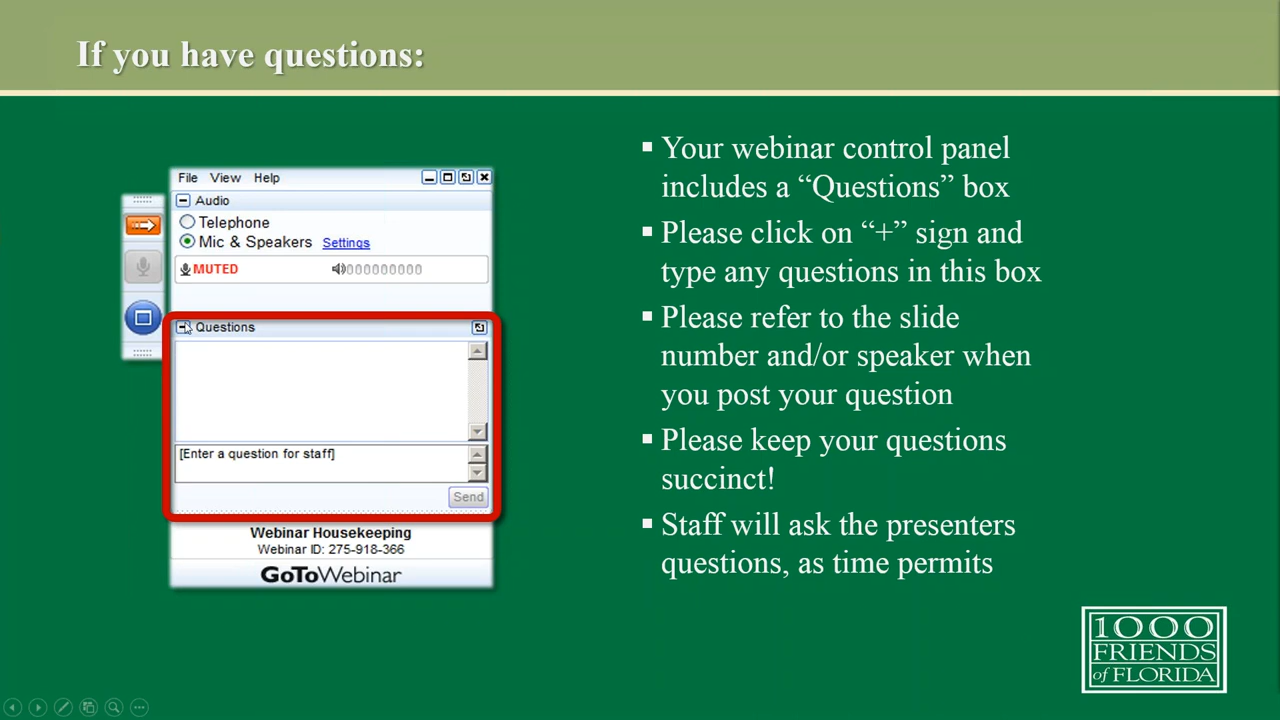 If you have questions:
File View Help
Audio
Telephone
Mic & Speakers Settings
MUTED 000000000
Questions
[Enter a question for staff]
Send
Webinar Housekeeping
Webinar ID: 275-918-366
GoToWebinar
▪ Your webinar control panel
includes a “Questions” box
▪ Please click on “+” sign and
type any questions in this box
▪ Please refer to the slide
number and/or speaker when
you post your question
▪ Please keep your questions
succinct!
▪ Staff will ask the presenters
questions, as time permits
1000
FRIENDS
of FLORIDA